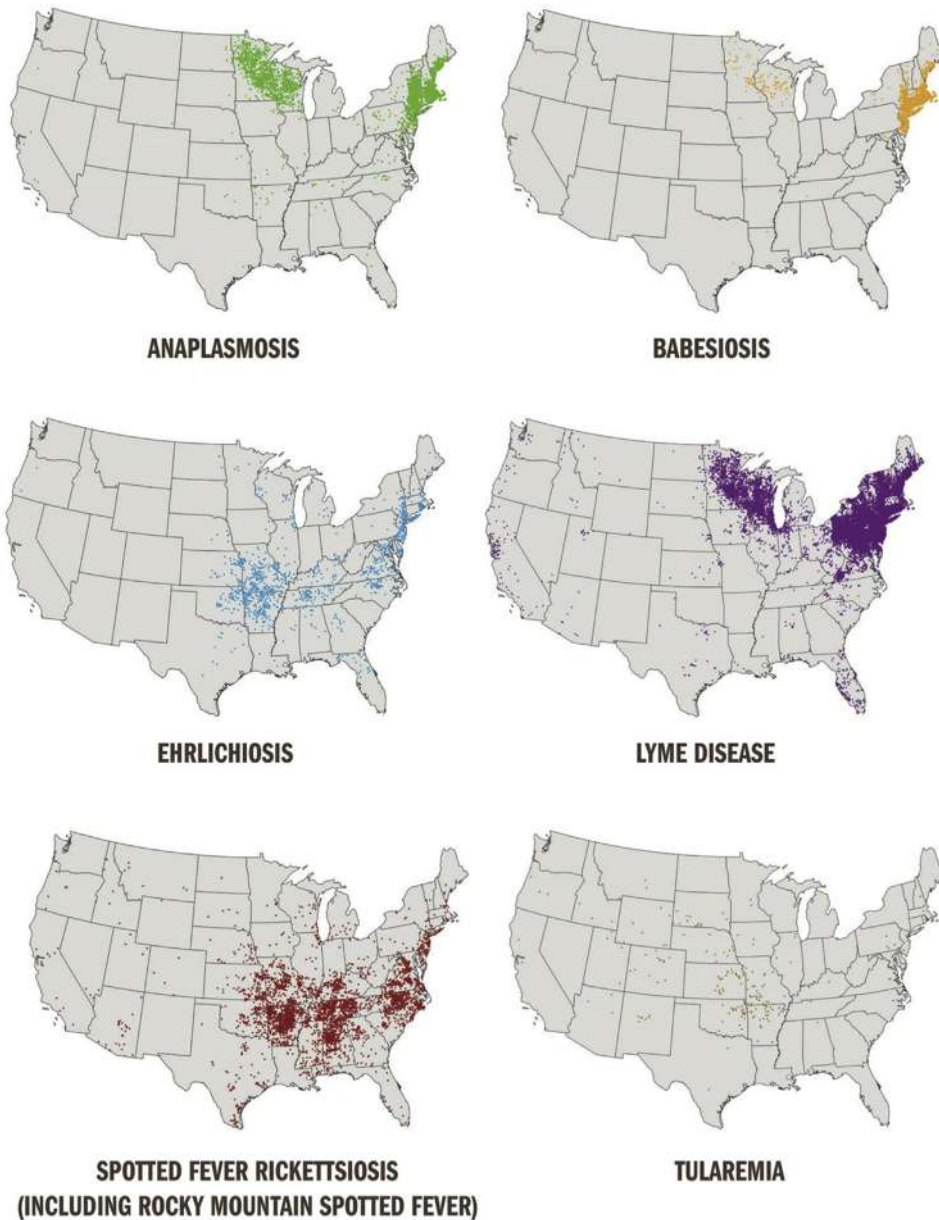 ANAPLASMOSIS
BABESIOSIS
EHRLICHIOSIS
LYME DISEASE
SPOTTED FEVER RICKETTSIOSIS
(INCLUDING ROCKY MOUNTAIN SPOTTED FEVER)
TULAREMIA